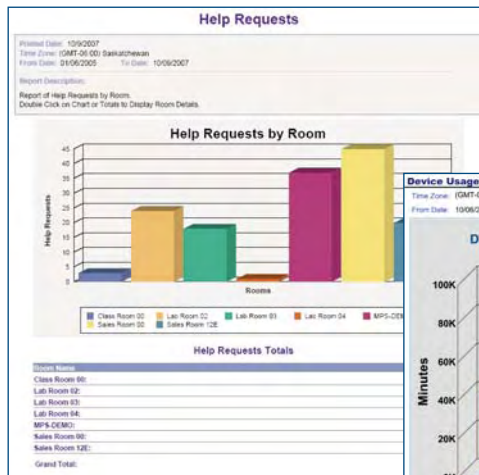 Help Requests
Printed Date: 10/9/2007
Time Zone: (GMT-06:00) Saskatchewan
From Date: 01/06/2005 To Date: 10/09/2007
Report Description:
Report of Help Requests by Room.
Double Click on Chart or Totals to Display Room Details.
Help Requests by Room
45
40
35
30
25
20
15
10
5
0
Help Requests
Rooms
Class Room 00 Lab Room 02 Lab Room 03 Lab Room 04 MPS-DEM
Sales Room 00 Sales Room 12E
Help Requests Totals
Room Name
Class Room 00:
Lab Room 02:
Lab Room 03:
Lab Room 04:
MPS-DEMO:
Sales Room 00:
Sales Room 12E:
Grand Total:
Device Usage
Time Zone: (GMT-0
From Date: 10/06/2
D
100K
80K
60K
40K
20K
Minutes